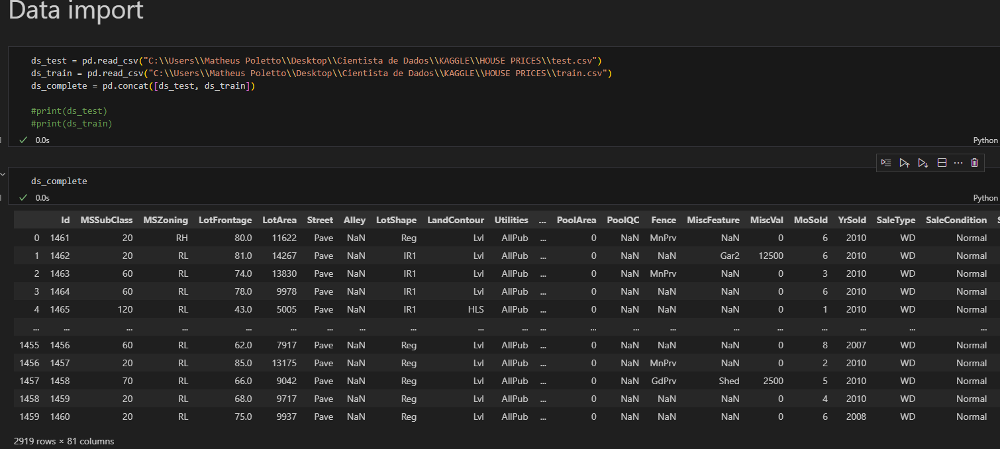 Data import
ds_test = pd.read_csv("C:\\Users\\Matheus Poletto\\Desktop\\Cientista de Dados\\KAGGLE\\HOUSE PRICES\\test.csv")
ds_train = pd.read_csv("C:\\Users\\Matheus Poletto\\Desktop\\Cientista de Dados\\KAGGLE\\HOUSE PRICES\\train.csv")
ds_complete = pd.concat([ds_test, ds_train])
#print(ds_test)
#print(ds_train)
0.0s Python
ds_complete
0.0s Python
Id MSSubClass MSZoning LotFrontage LotArea Street Alley LotShape LandContour Utilities ... PoolArea PoolQC Fence MiscFeature MiscVal MoSold YrSold SaleType SaleCondition
0 1461 20 RH 80.0 11622 Pave NaN Reg Lvl AllPub ... 0 NaN MnPrv NaN 0 6 2010 WD Normal
1 1462 20 RL 81.0 14267 Pave NaN IR1 Lvl AllPub ... 0 NaN NaN Gar2 12500 6 2010 WD Normal
2 1463 60 RL 74.0 13830 Pave NaN IR1 Lvl AllPub ... 0 NaN MnPrv NaN 0 3 2010 WD Normal
3 1464 60 RL 78.0 9978 Pave NaN IR1 Lvl AllPub ... 0 NaN NaN NaN 0 6 2010 WD Normal
4 1465 120 RL 43.0 5005 Pave NaN IR1 HLS AllPub ... 0 NaN NaN NaN 0 1 2010 WD Normal
... ... ... ... ... ... ... ... ... ... ... ... ... ... ... ... ... ... ... ... ...
1455 1456 60 RL 62.0 7917 Pave NaN Reg Lvl AllPub ... 0 NaN NaN NaN 0 8 2007 WD Normal
1456 1457 20 RL 85.0 13175 Pave NaN Reg Lvl AllPub ... 0 NaN MnPrv NaN 0 2 2010 WD Normal
1457 1458 70 RL 66.0 9042 Pave NaN Reg Lvl AllPub ... 0 NaN GdPrv Shed 2500 5 2010 WD Normal
1458 1459 20 RL 68.0 9717 Pave NaN Reg Lvl AllPub ... 0 NaN NaN NaN 0 4 2010 WD Normal
1459 1460 20 RL 75.0 9937 Pave NaN Reg Lvl AllPub ... 0 NaN NaN NaN 0 6 2008 WD Normal
2919 rows × 81 columns